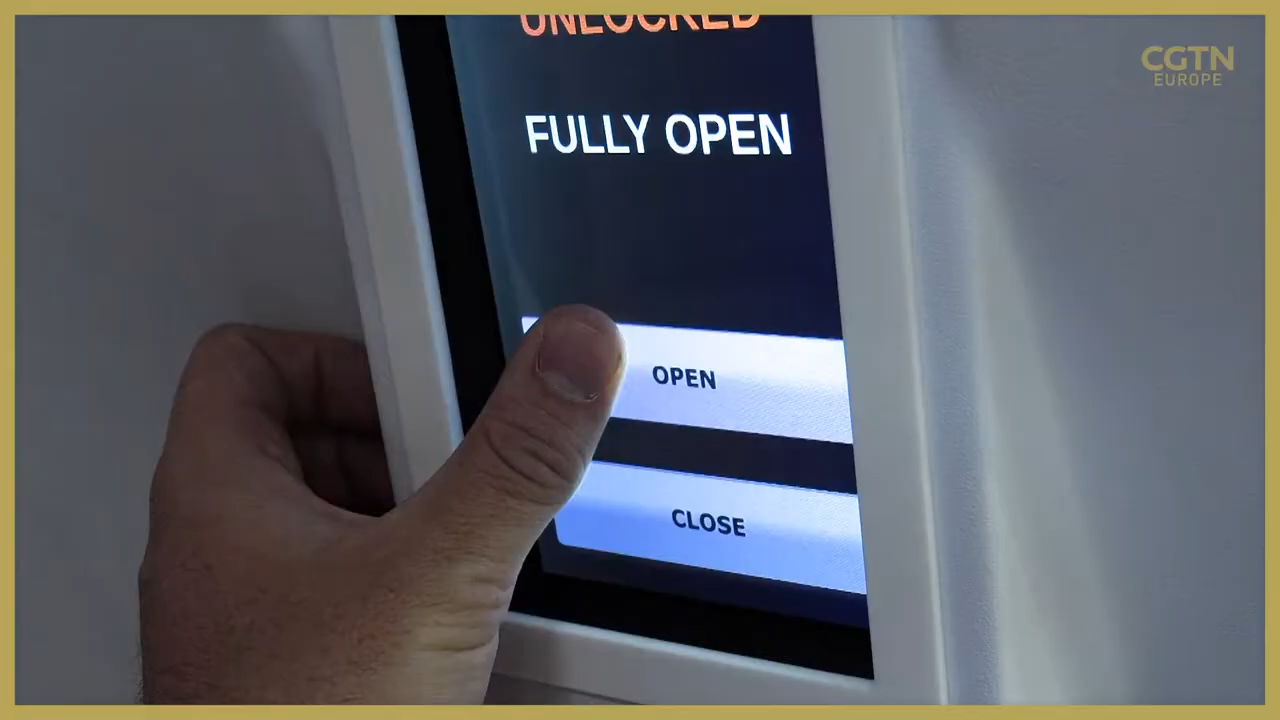 UNLOCKED
CGTN
EUROPE
FULLY OPEN
OPEN
CLOSE